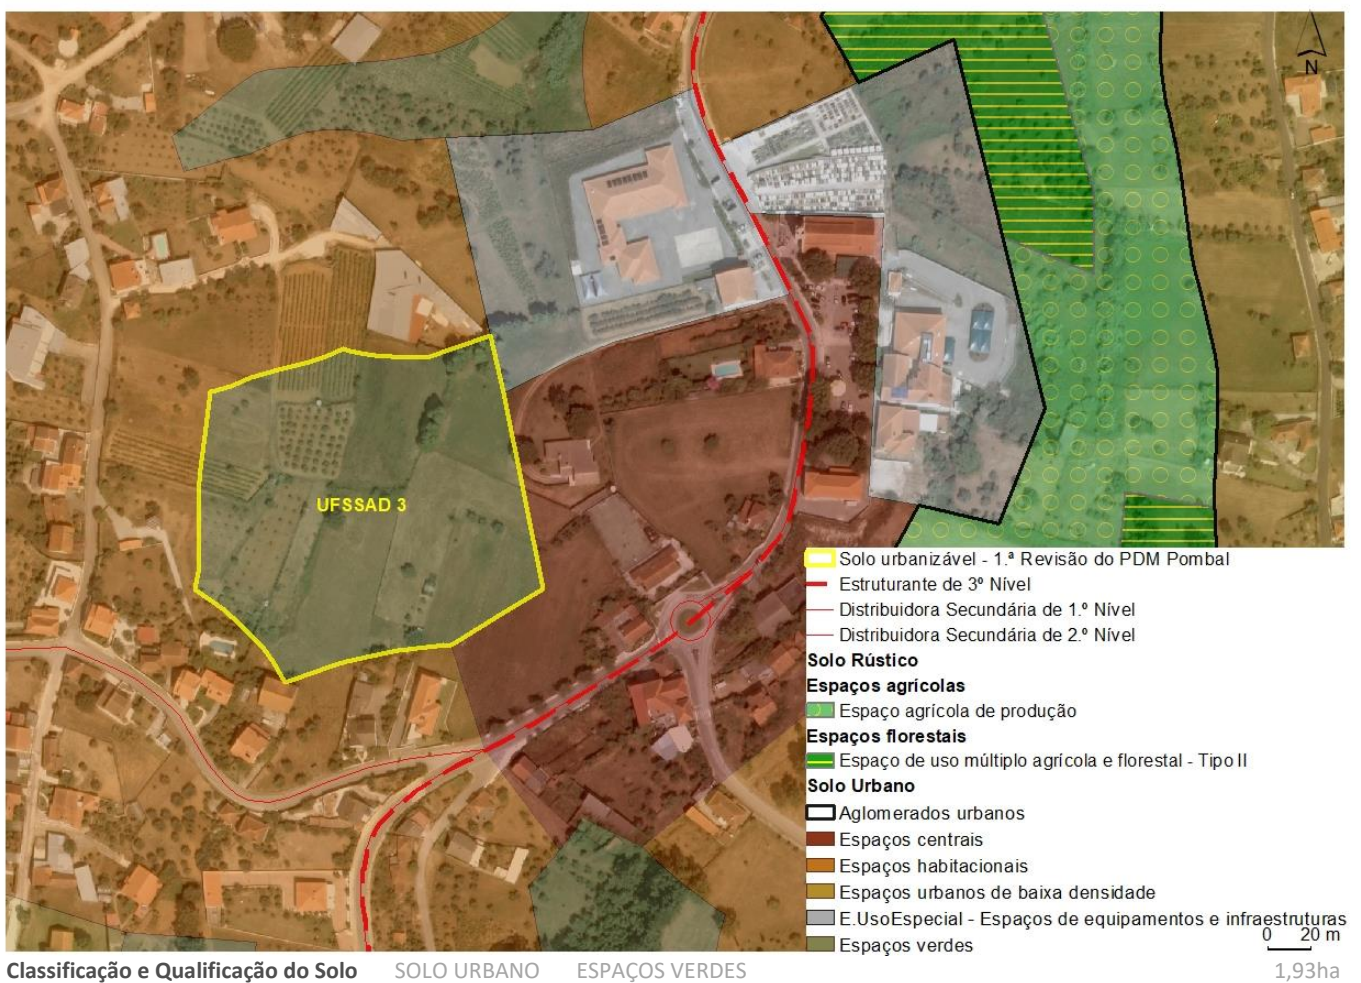 N
UFSSAD 3
Solo urbanizável - 1.ª Revisão do PDM Pombal
Estruturante de 3º Nível
Distribuidora Secundária de 1.º Nível
Distribuidora Secundária de 2.º Nível
Solo Rústico
Espaços agrícolas
Espaço agrícola de produção
Espaços florestais
Espaço de uso múltiplo agrícola e florestal - Tipo II
Solo Urbano
Aglomerados urbanos
Espaços centrais
Espaços habitacionais
Espaços urbanos de baixa densidade
E.UsoEspecial - Espaços de equipamentos e infraestruturas
Espaços verdes
0 20 m
Classificação e Qualificação do Solo SOLO URBANO ESPAÇOS VERDES 1,93ha